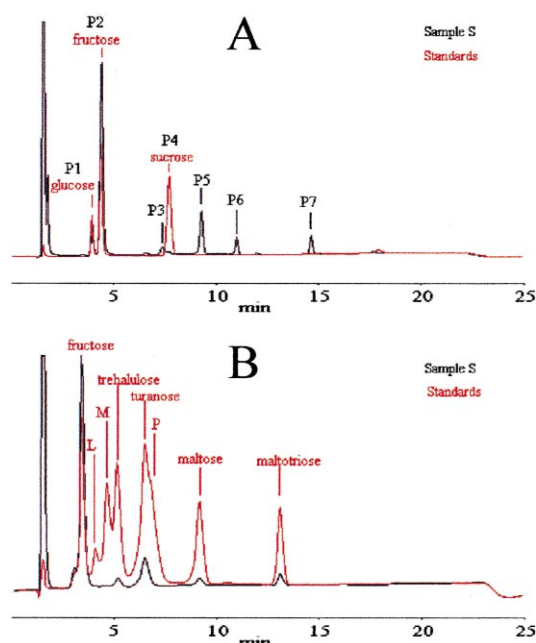 A
P2
fructose
Sample S
Standards
P1
glucose
P4
sucrose
P3
P5
P6
P7
5 10 15 20 25
min
B
fructose
Sample S
Standards
trehalulose
M
turanose
L
P
maltose
maltotriose
5 10 15 20 25
min